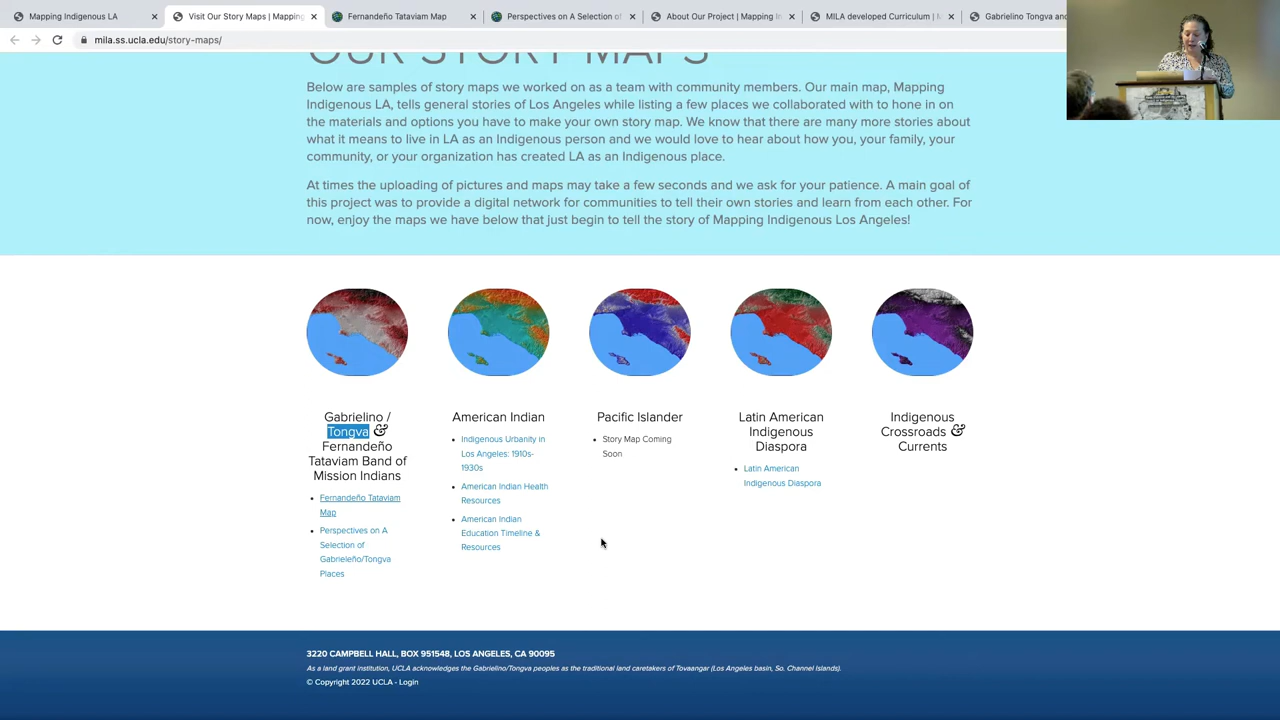 Mapping Indigenous LA
Visit Our Story Maps | Mapping
Fernandeño Tataviam Map
Perspectives on A Selection of
About Our Project | Mapping In
MILA developed Curriculum | M
Gabrielino Tongva and
mila.ss.ucla.edu/story-maps/
OUR STORY MAPS
Below are samples of story maps we worked on as a team with community members. Our main map, Mapping
Indigenous LA, tells general stories of Los Angeles while listing a few places we collaborated with to hone in on
the materials and options you have to make your own story map. We know that there are many more stories about
what it means to live in LA as an Indigenous person and we would love to hear about how you, your family, your
community, or your organization has created LA as an Indigenous place.
At times the uploading of pictures and maps may take a few seconds and we ask for your patience. A main goal of
this project was to provide a digital network for communities to tell their own stories and learn from each other. For
now, enjoy the maps we have below that just begin to tell the story of Mapping Indigenous Los Angeles!
Gabrielino /
Tongva &
Fernandeño
Tataviam Band of
Mission Indians
Fernandeño Tataviam
Map
Perspectives on A
Selection of
Gabrieleño/Tongva
Places
American Indian
Indigenous Urbanity in
Los Angeles: 1910s-
1930s
American Indian Health
Resources
American Indian
Education Timeline &
Resources
Pacific Islander
Story Map Coming
Soon
Latin American
Indigenous
Diaspora
Latin American
Indigenous Diaspora
Indigenous
Crossroads &
Currents
3220 CAMPBELL HALL, BOX 951548, LOS ANGELES, CA 90095
As a land grant institution, UCLA acknowledges the Gabrielino/Tongva peoples as the traditional land caretakers of Tovaangar (Los Angeles basin, So. Channel Islands).
© Copyright 2022 UCLA - Login